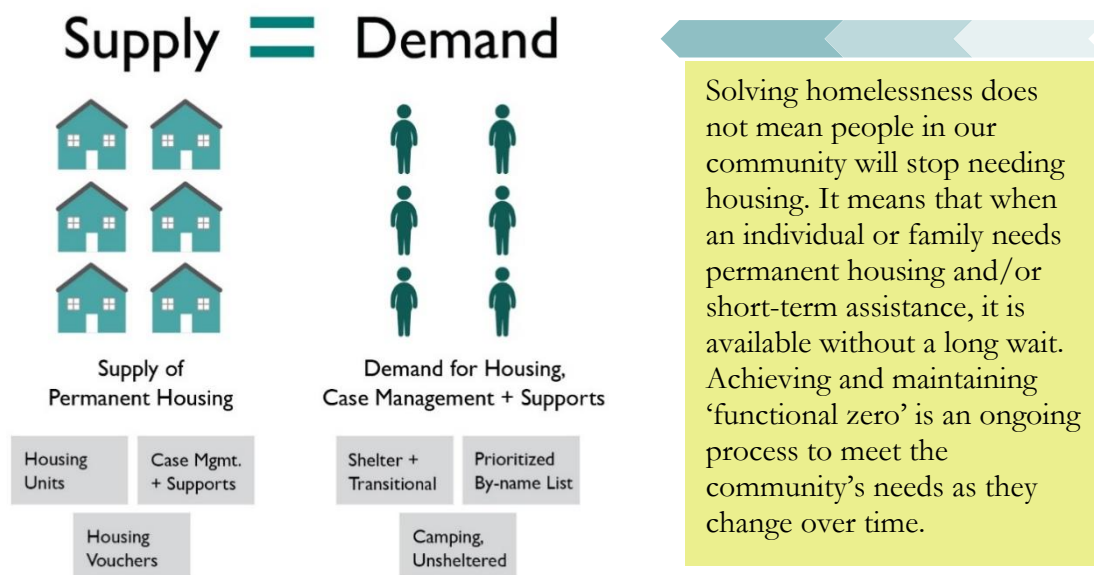 Supply = Demand
Supply of
Permanent Housing
Housing
Units
Case Mgmt.
+ Supports
Housing
Vouchers
Demand for Housing,
Case Management + Supports
Shelter +
Transitional
Prioritized
By-name List
Camping,
Unsheltered
Solving homelessness does
not mean people in our
community will stop needing
housing. It means that when
an individual or family needs
permanent housing and/or
short-term assistance, it is
available without a long wait.
Achieving and maintaining
‘functional zero’ is an ongoing
process to meet the
community’s needs as they
change over time.